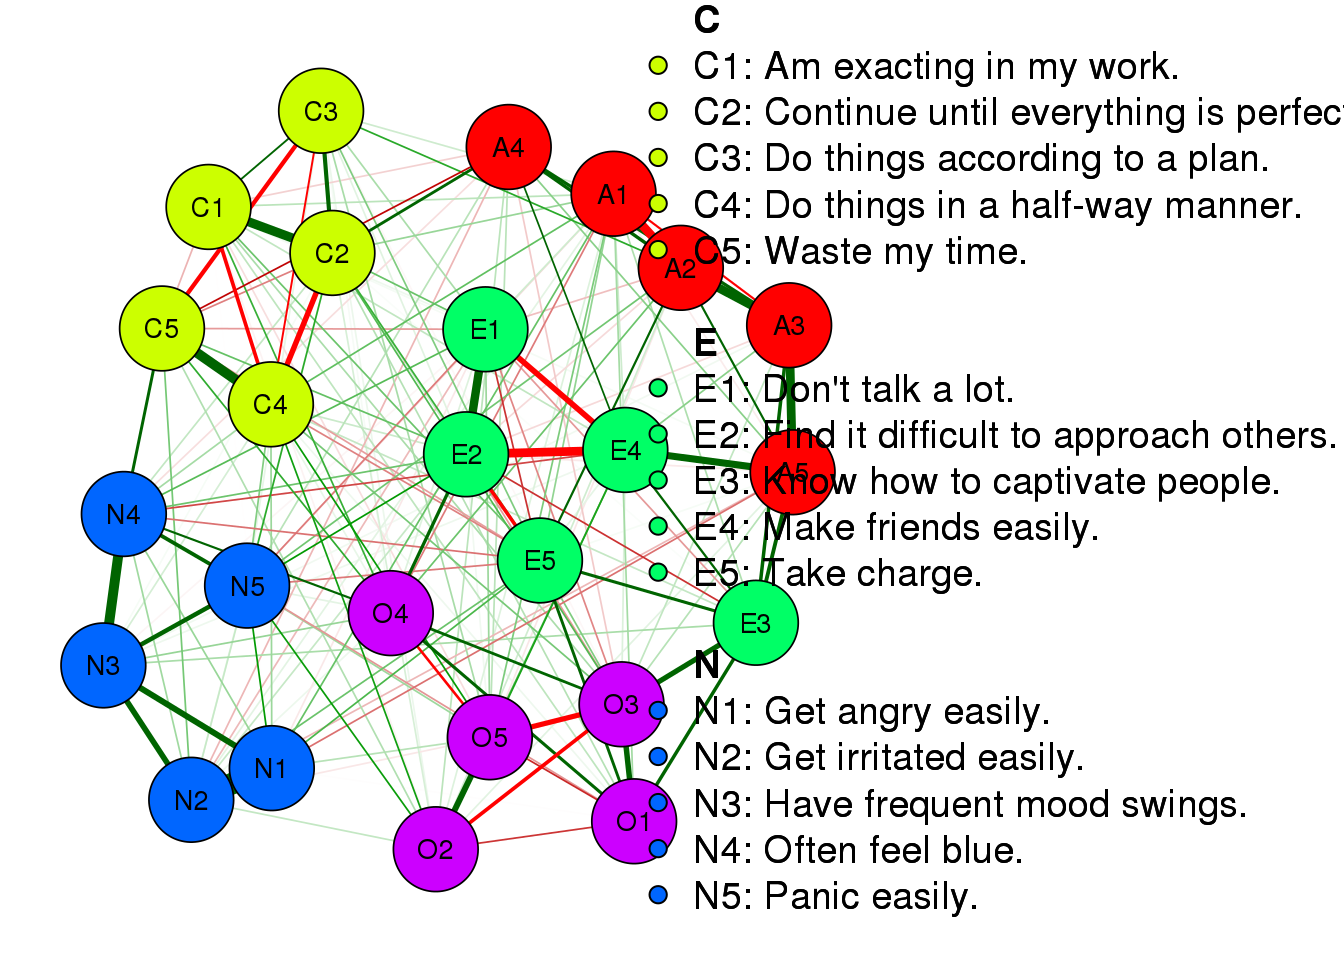 C
C1: Am exacting in my work.
C2: Continue until everything is perfect
C3: Do things according to a plan.
C4: Do things in a half-way manner.
C5: Waste my time.
E
E1: Don't talk a lot.
E2: Find it difficult to approach others.
E3: Know how to captivate people.
E4: Make friends easily.
E5: Take charge.
N
N1: Get angry easily.
N2: Get irritated easily.
N3: Have frequent mood swings.
N4: Often feel blue.
N5: Panic easily.
C3
A4
A1
C1
C2
A2
C5
E1
A3
C4
E2
E4
A5
N4
E5
N5
O4
E3
N3
O3
O5
N1
N2
O1
O2